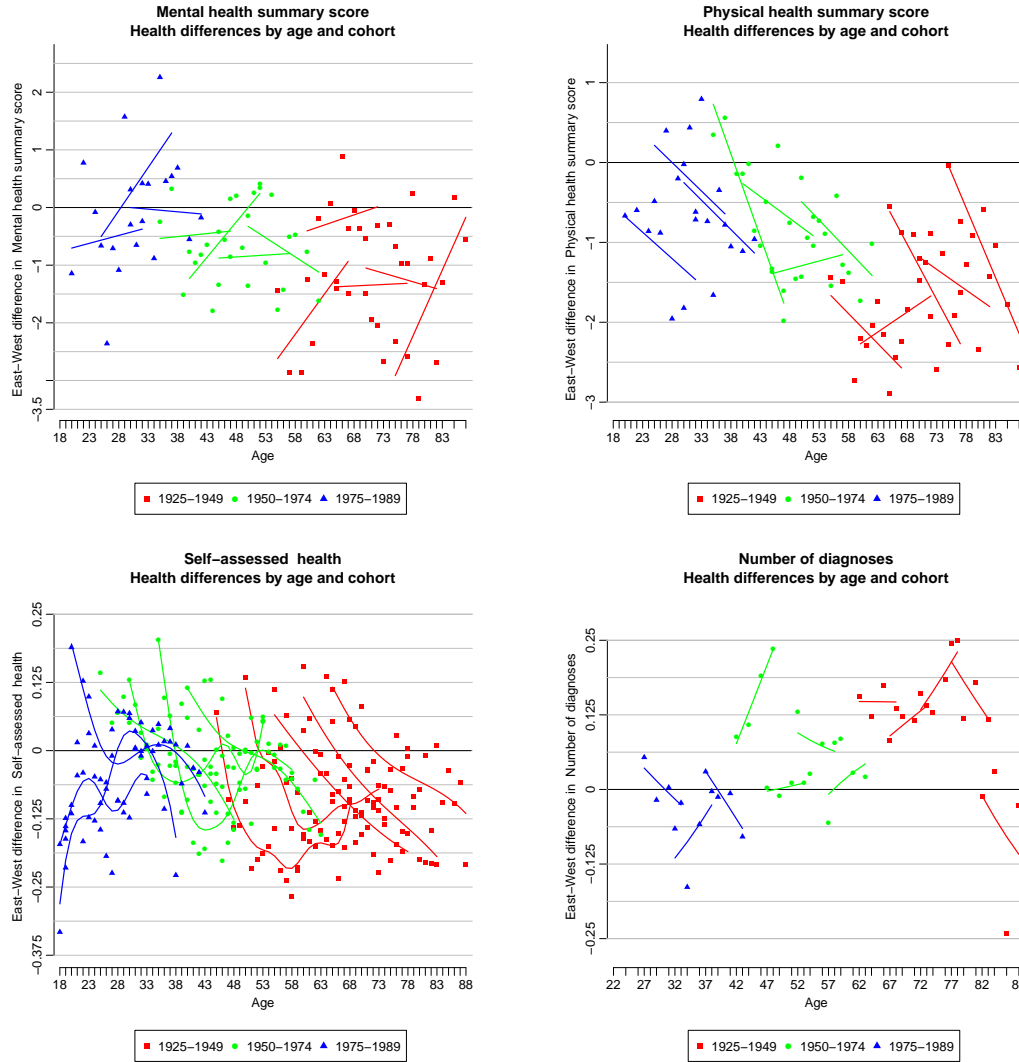 Mental health summary score
Health differences by age and cohort
East−West difference in Mental health summary score
2
1
0
−1
−2
−3.5
18 23 28 33 38 43 48 53 58 63 68 73 78 83
Age
1925−1949 1950−1974 1975−1989
Physical health summary score
Health differences by age and cohort
East−West difference in Physical health summary score
1
0
−1
−2
−3
18 23 28 33 38 43 48 53 58 63 68 73 78 83
Age
1925−1949 1950−1974 1975−1989
Self−assessed health
Health differences by age and cohort
East−West difference in Self−assessed health
0.25
0.125
0
−0.125
−0.25
−0.375
18 23 28 33 38 43 48 53 58 63 68 73 78 83 88
Age
1925−1949 1950−1974 1975−1989
Number of diagnoses
Health differences by age and cohort
East−West difference in Number of diagnoses
0.25
0.125
0
−0.125
−0.25
22 27 32 37 42 47 52 57 62 67 72 77 82
Age
1925−1949 1950−1974 1975−1989